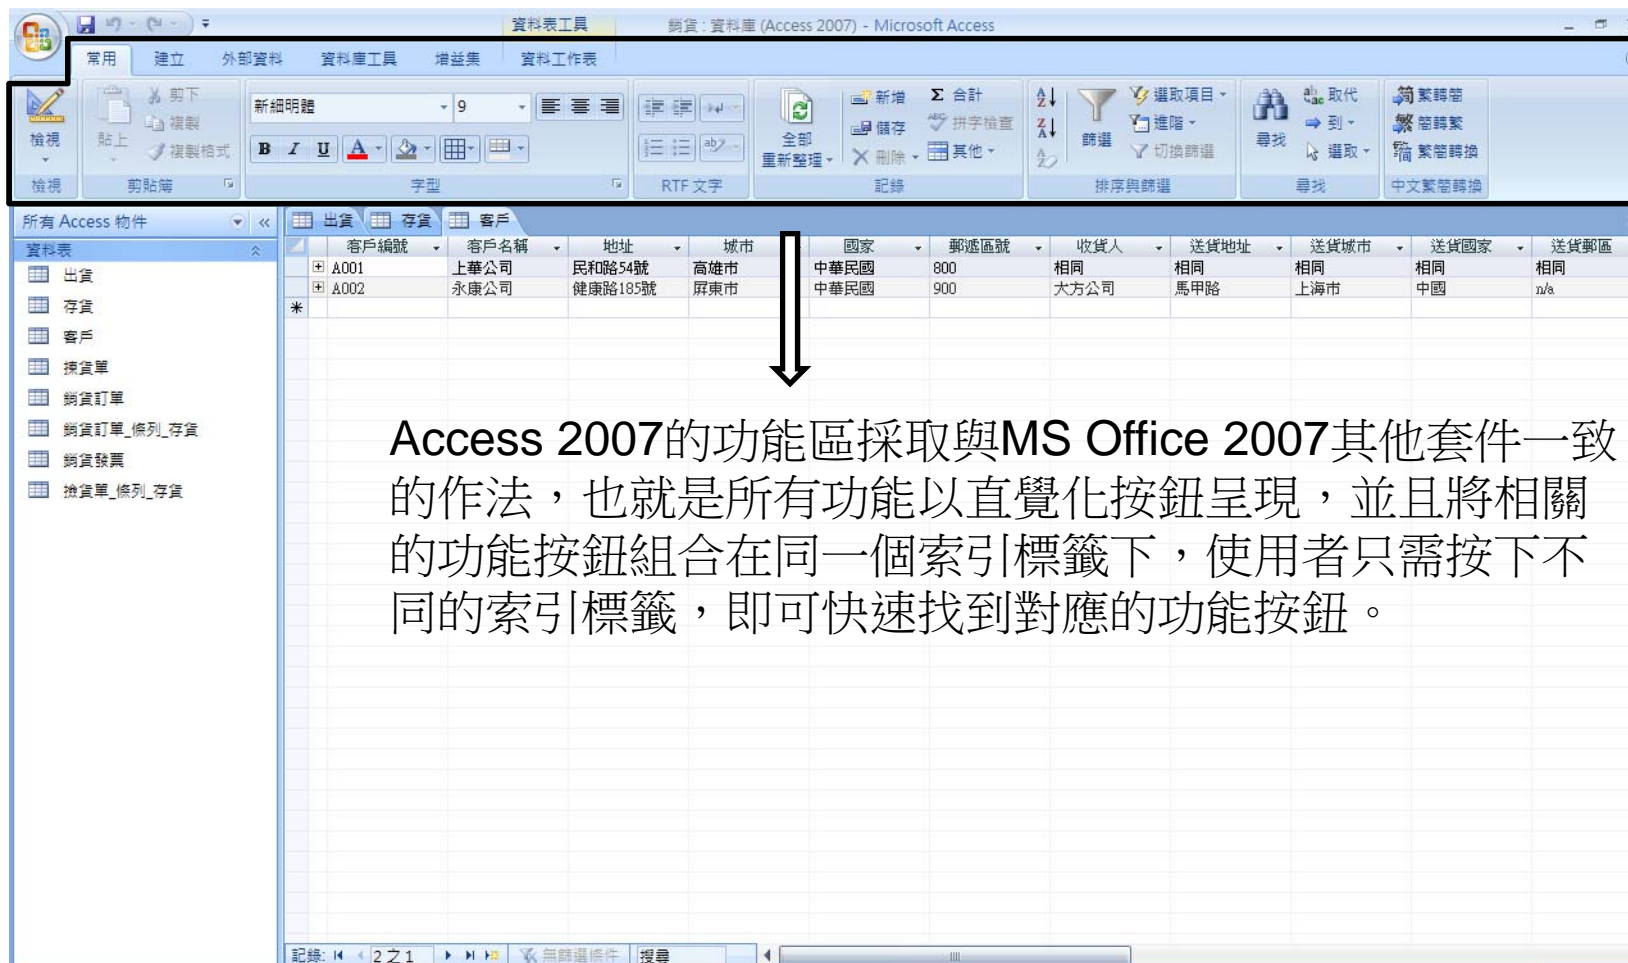 資料表工具 銷貨 : 資料庫 (Access 2007) - Microsoft Access
常用 建立 外部資料 資料庫工具 增益集 資料工作表
檢視
貼上
剪下
複製
複製格式
新細明體 9
B I U A
全部
重新整理
新增
儲存
刪除
Σ 合計
拼字檢查
其他
篩選
選取項目
進階
切換篩選
尋找
取代
到
選取
繁轉簡
簡轉繁
繁簡轉換
檢視 剪貼簿 字型 RTF 文字 記錄 排序與篩選 尋找 中文繁簡轉換
所有 Access 物件
資料表
出貨
存貨
客戶
揀貨單
銷貨訂單
銷貨訂單_條列_存貨
銷貨發票
撿貨單_條列_存貨
出貨 存貨 客戶
客戶編號 客戶名稱 地址 城市 國家 郵遞區號 收貨人 送貨地址 送貨城市 送貨國家 送貨郵區
A001 上華公司 民和路54號 高雄市 中華民國 800 相同 相同 相同 相同 相同
A002 永康公司 健康路185號 屏東市 中華民國 900 大方公司 馬甲路 上海市 中國 n/a
Access 2007的功能區採取與MS Office 2007其他套件一致
的作法，也就是所有功能以直覺化按鈕呈現，並且將相關
的功能按鈕組合在同一個索引標籤下，使用者只需按下不
同的索引標籤，即可快速找到對應的功能按鈕。
記錄: 2 之 1 無篩選條件 搜尋